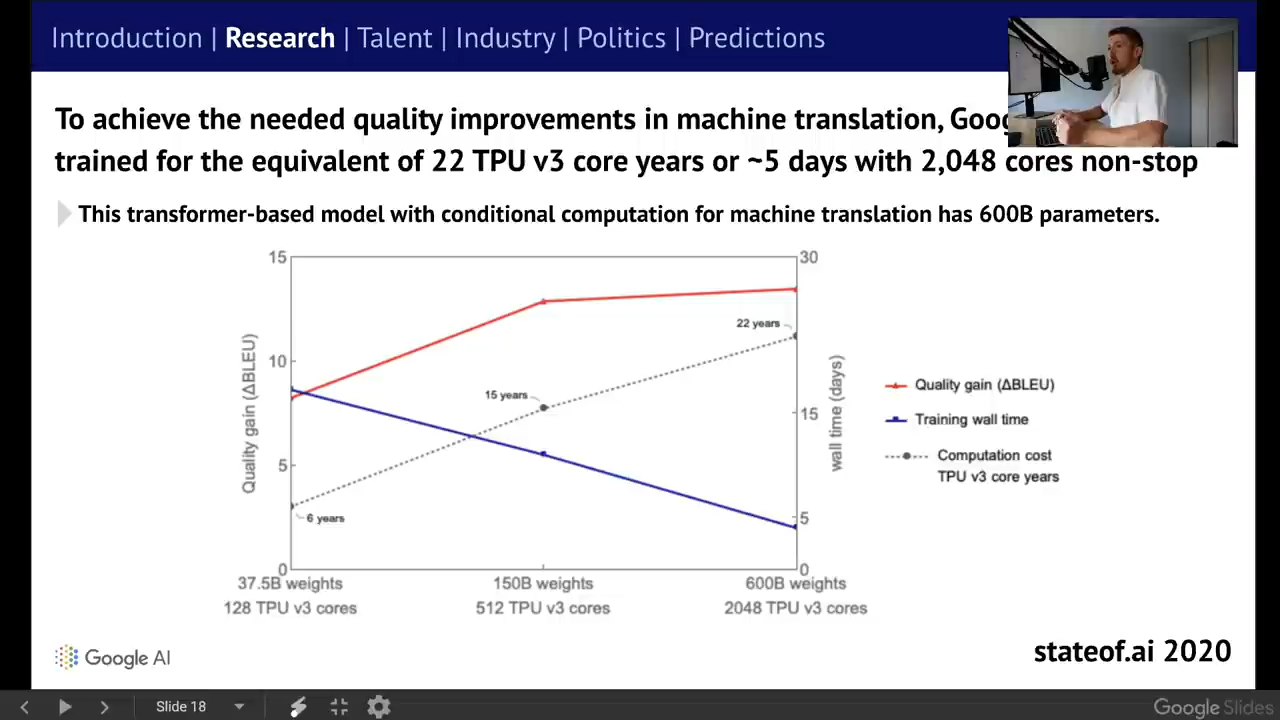 Introduction | Research | Talent | Industry | Politics | Predictions
To achieve the needed quality improvements in machine translation, Goog
trained for the equivalent of 22 TPU v3 core years or ~5 days with 2,048 cores non-stop
This transformer-based model with conditional computation for machine translation has 600B parameters.
15
10
5
0
Quality gain (ΔBLEU)
6 years
15 years
22 years
30
15
5
0
wall time (days)
37.5B weights
128 TPU v3 cores
150B weights
512 TPU v3 cores
600B weights
2048 TPU v3 cores
Quality gain (ΔBLEU)
Training wall time
Computation cost
TPU v3 core years
Google AI
stateof.ai 2020
Slide 18
Google Slides